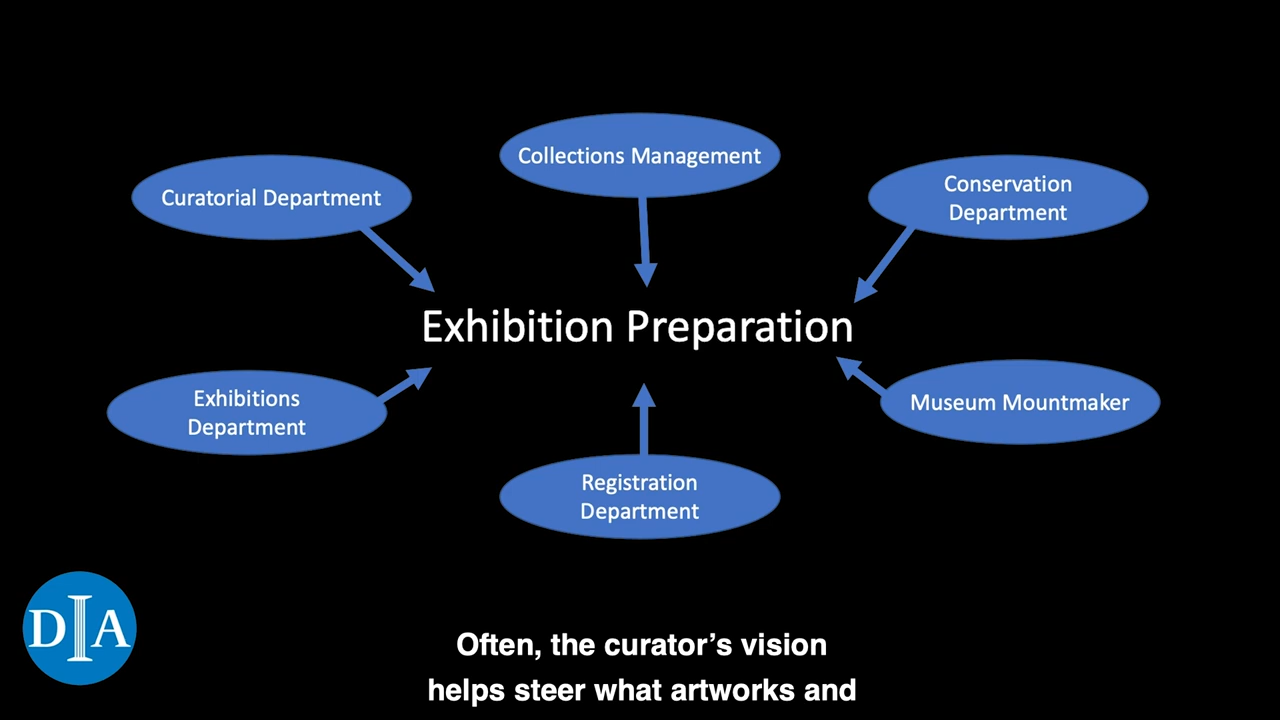 Collections Management
Curatorial Department
Conservation
Department
Exhibition Preparation
Exhibitions
Department
Museum Mountmaker
Registration
Department
DIA
Often, the curator’s vision
helps steer what artworks and